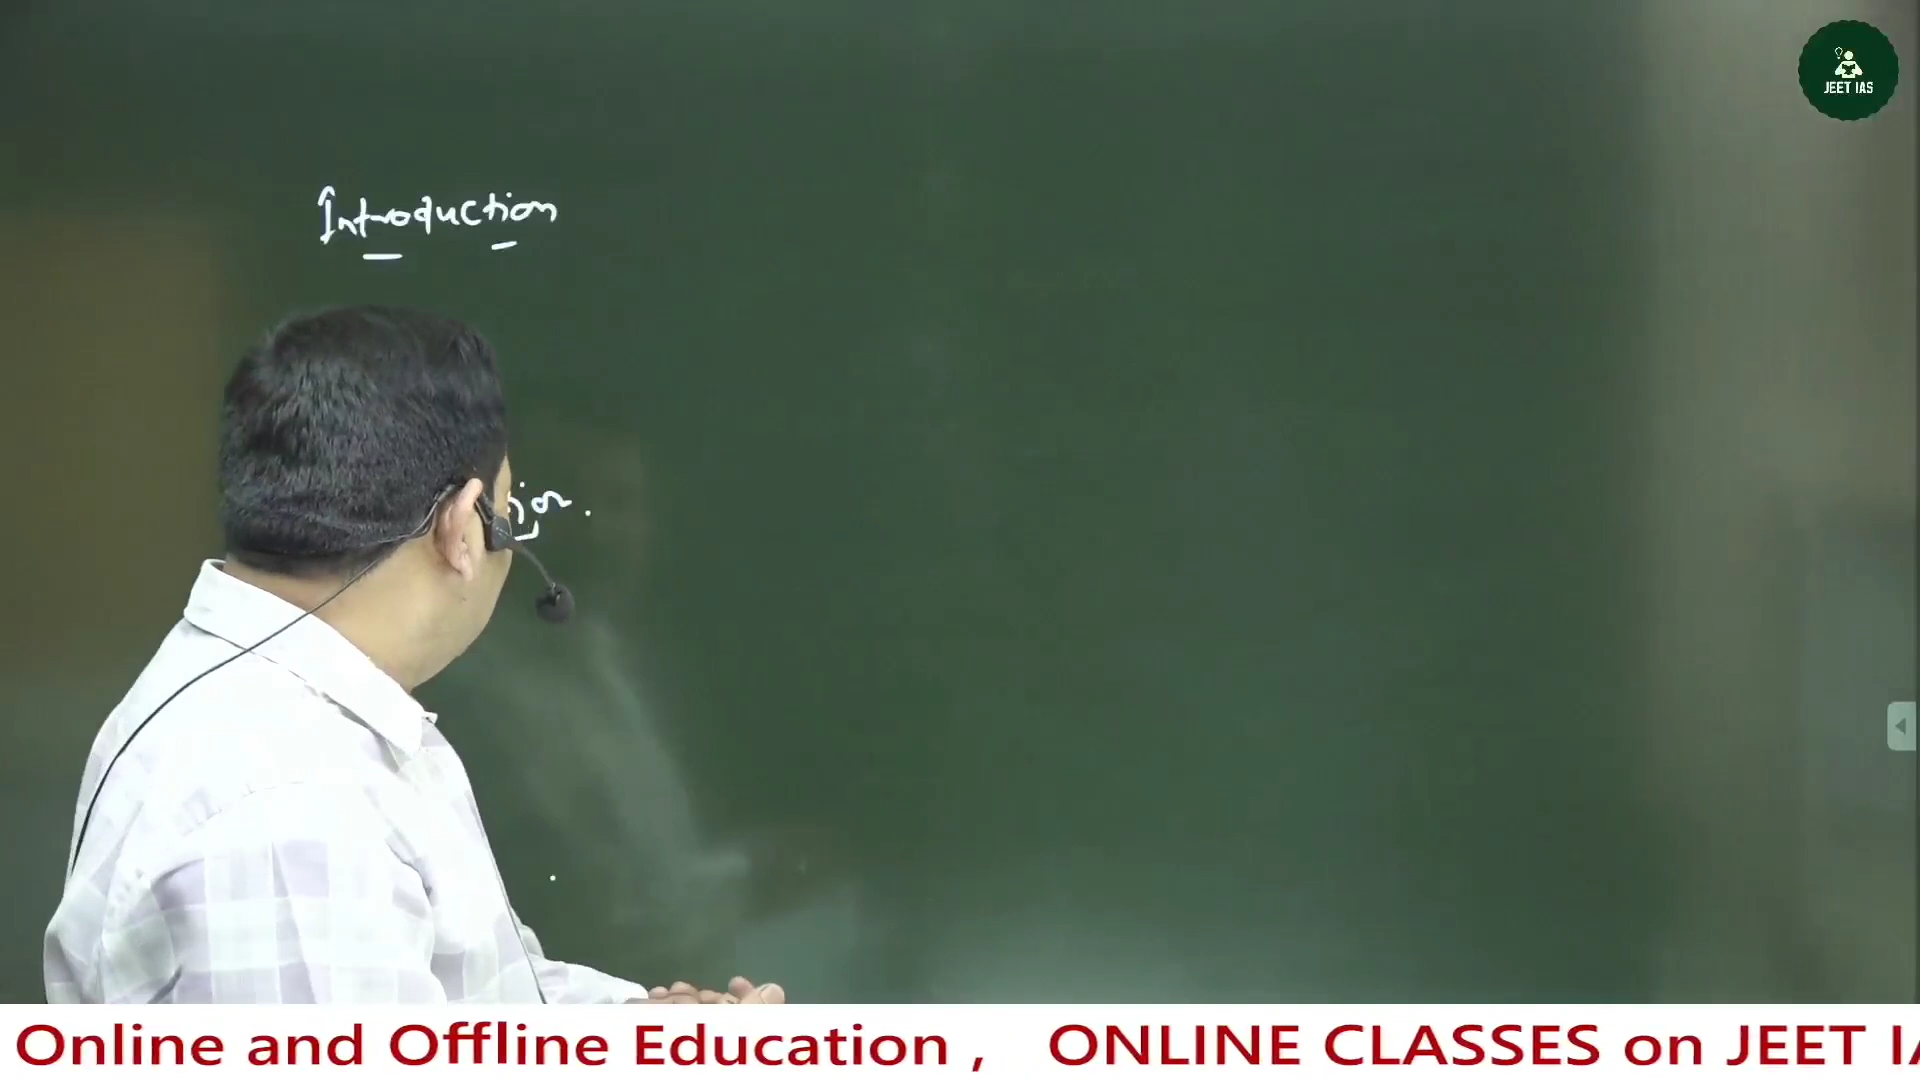 JEET IAS
Introduction
Online and Offline Education , ONLINE CLASSES on JEET